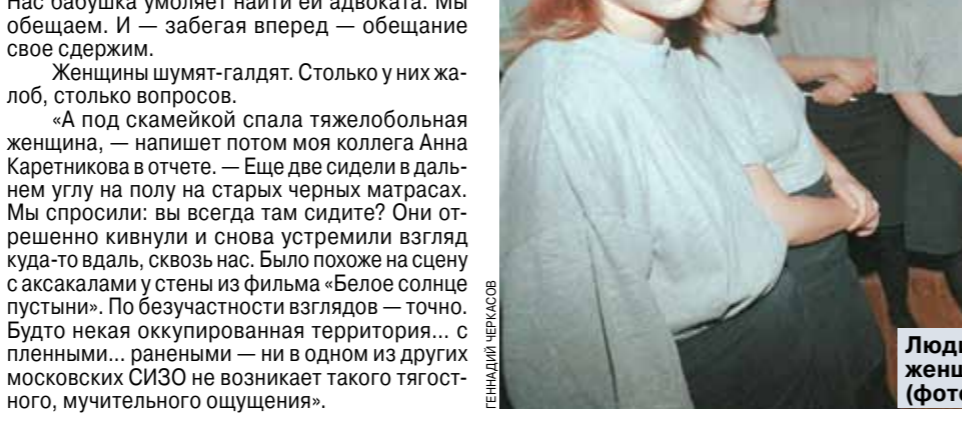 Нас бабушка умоляет найти ей адвоката. Мы
обещаем. И — забегая вперед — обещание
свое сдержим.
Женщины шумят-галдят. Столько у них жа-
лоб, столько вопросов.
«А под скамейкой спала тяжелобольная
женщина, — напишет потом моя коллега Анна
Каретникова в отчете. — Еще две сидели в даль-
нем углу на полу на старых черных матрасах.
Мы спросили: вы всегда там сидите? Они от-
решенно кивнули и снова устремили взгляд
куда-то вдаль, сквозь нас. Было похоже на сцену
с аксакалами у стены из фильма «Белое солнце
пустыни». По безучастности взглядов — точно.
Будто некая оккупированная территория... с
пленными... ранеными — ни в одном из других
московских СИЗО не возникает такого тягост-
ного, мучительного ощущения».
ГЕННАДИЙ ЧЕРКАСОВ